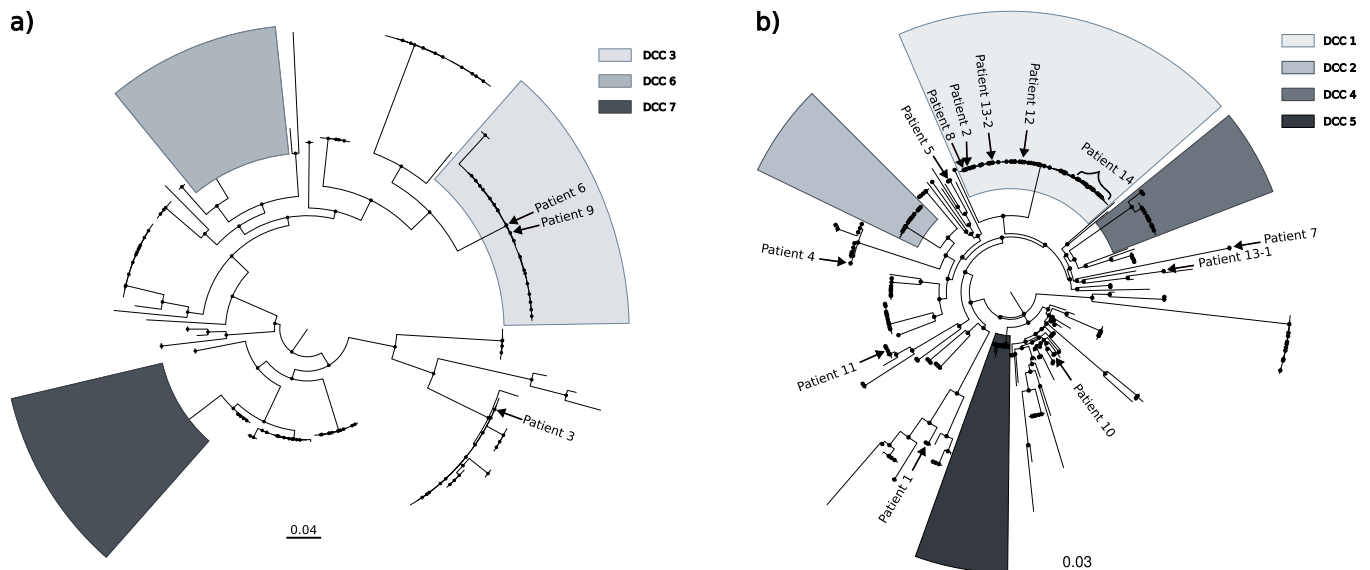 a)
DCC 3
DCC 6
DCC 7
Patient 6
Patient 9
Patient 3
0.04
b)
DCC 1
DCC 2
DCC 4
DCC 5
Patient 5
Patient 8
Patient 2
Patient 13-2
Patient 12
Patient 14
Patient 4
Patient 7
Patient 13-1
Patient 11
Patient 10
Patient 1
0.03